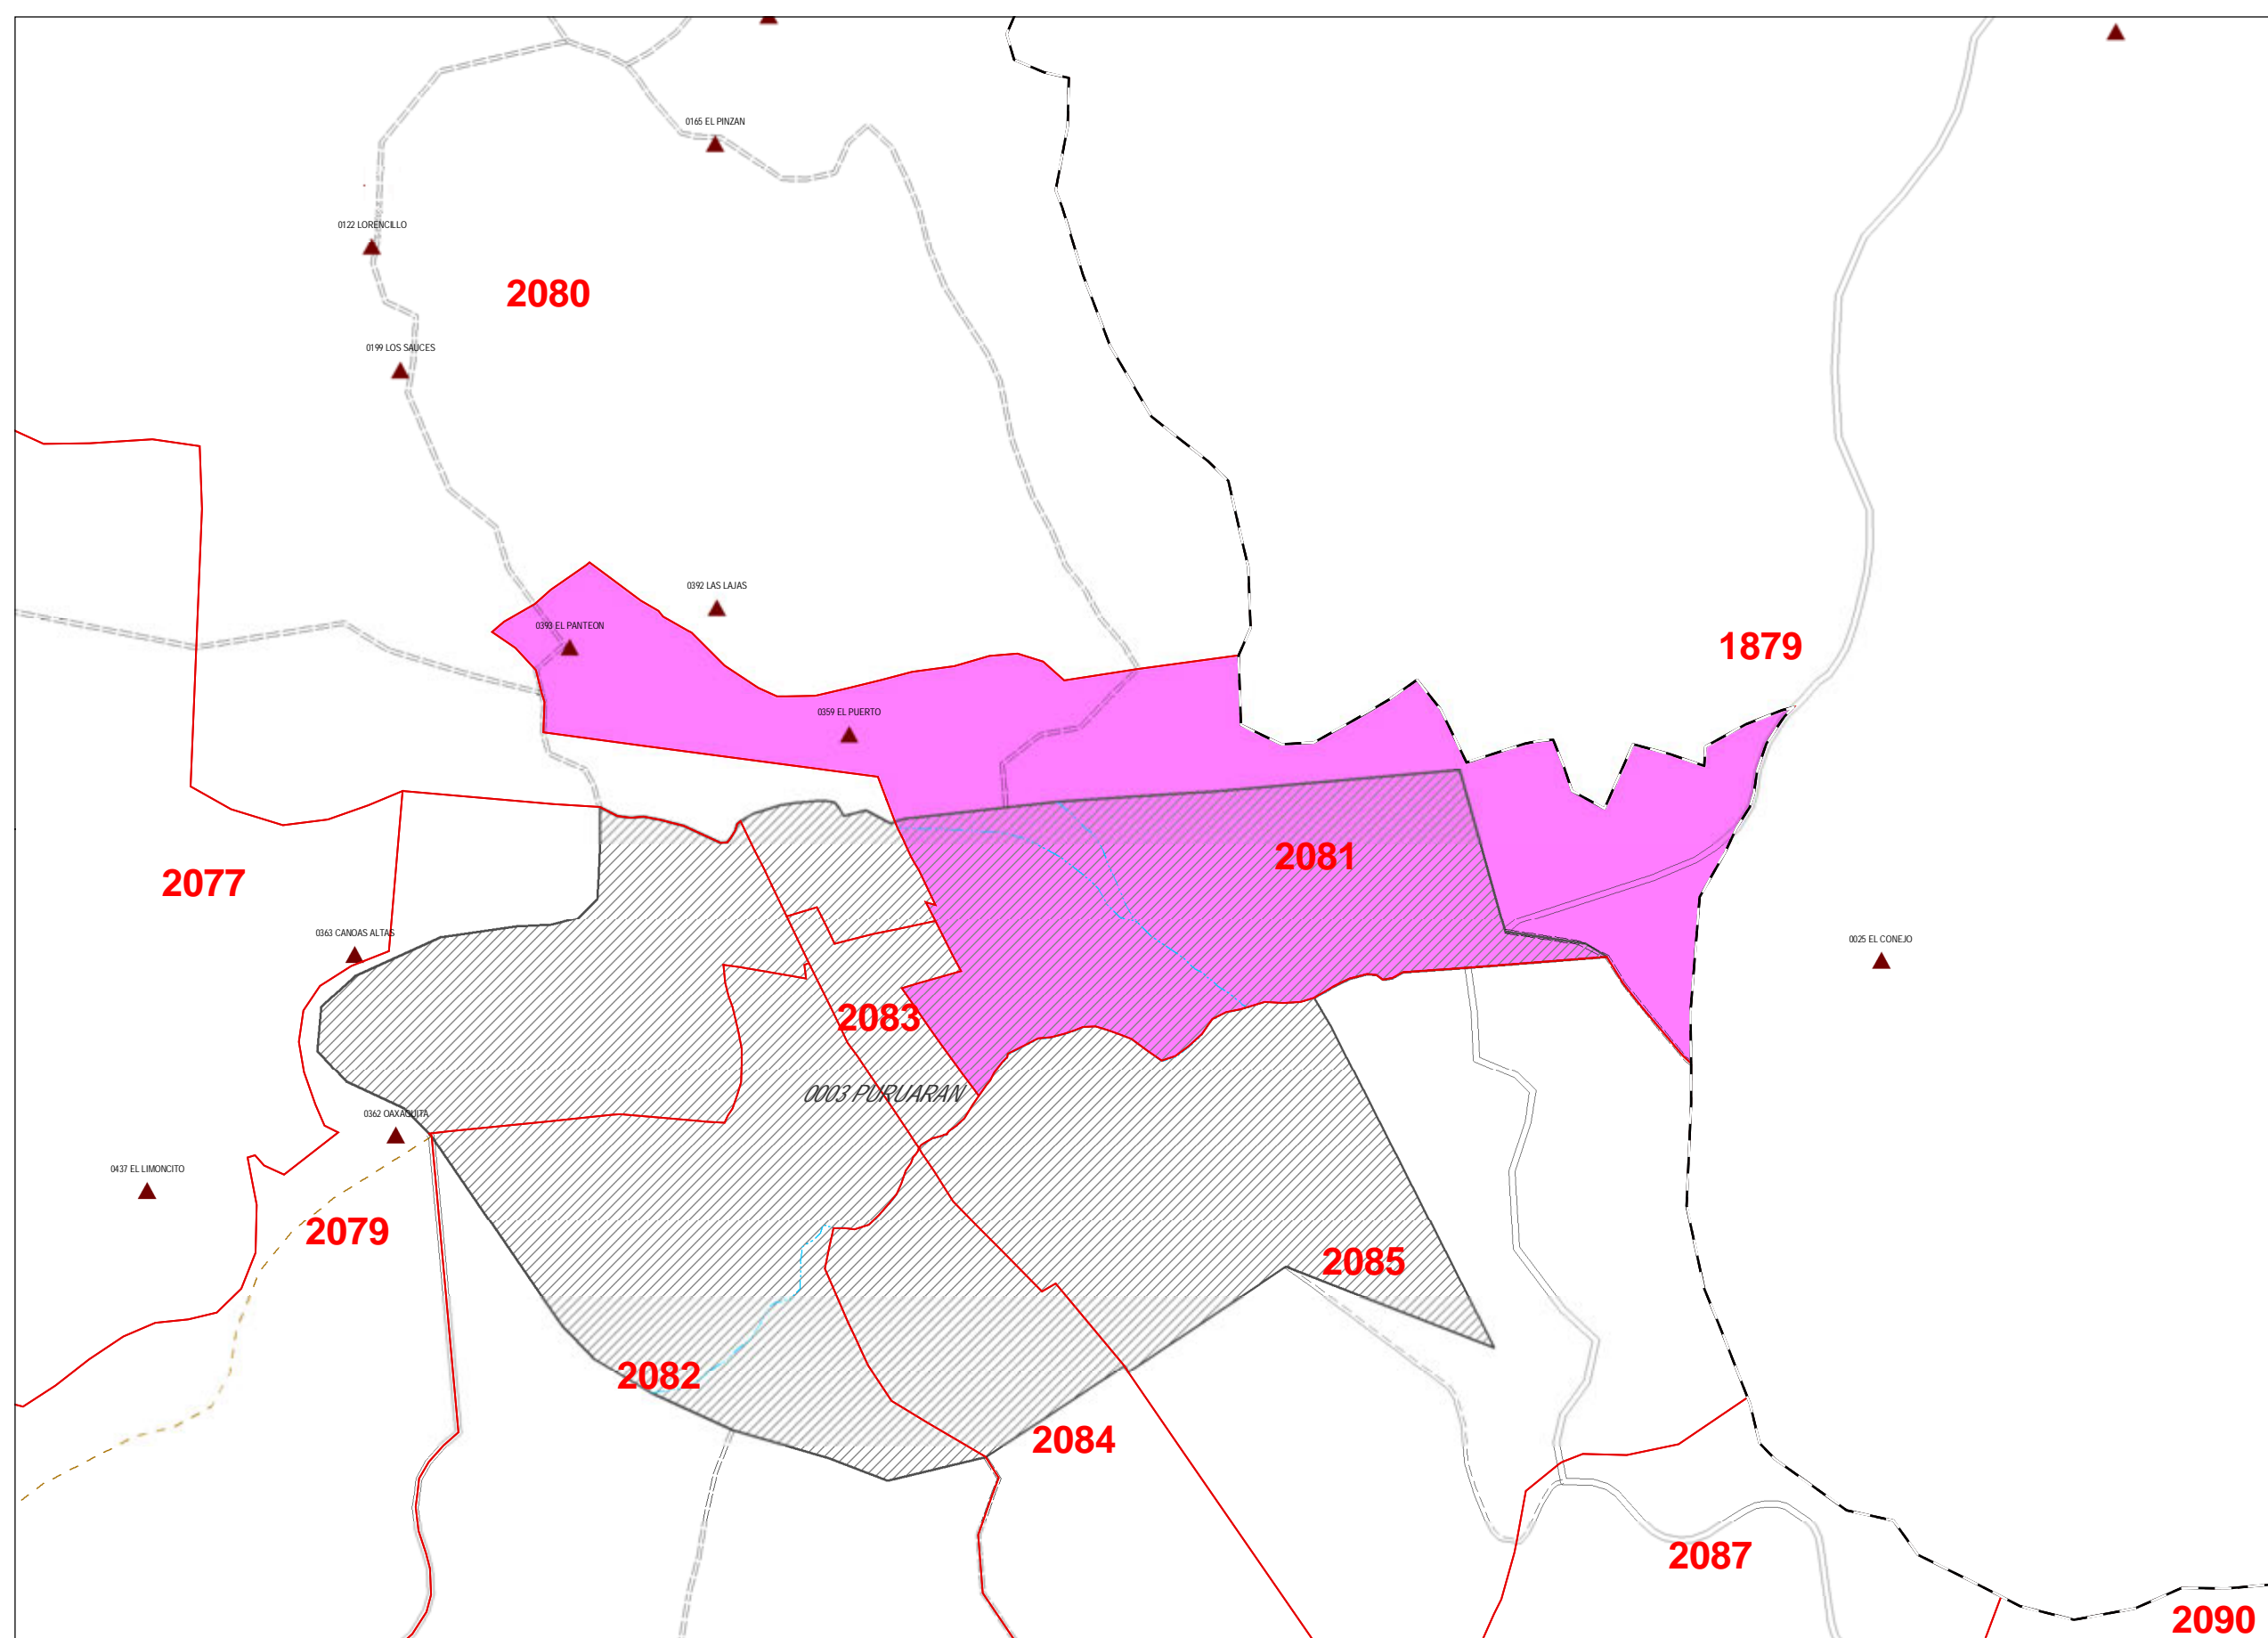 0165 EL PINZAN
0122 LORENCILLO
2080
0199 LOS SAUCES
0392 LAS LAJAS
0393 EL PANTEON
1879
0359 EL PUERTO
2081
2077
0363 CANOAS ALTAS
0025 EL CONEJO
2083
0003 PURUARAN
0362 OAXAQUITA
0437 EL LIMONCITO
2079
2085
2082
2084
2087
2090